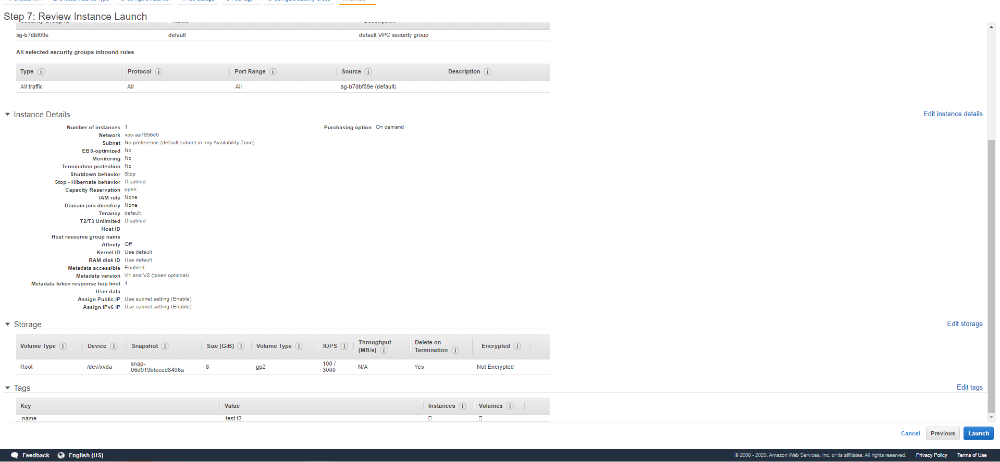 Step 7: Review Instance Launch
sg-b7dbf09e default default VPC security group
All selected security groups inbound rules
Type Protocol Port Range Source Description
All traffic All All sg-b7dbf09e (default)
Instance Details Edit instance details
Number of instances 1 Purchasing option On demand
Network vpc-aa7856d0
Subnet No preference (default subnet in any Availability Zone)
EBS-optimized No
Monitoring No
Termination protection No
Shutdown behavior Stop
Stop - Hibernate behavior Disabled
Capacity Reservation open
IAM role None
Domain join directory None
Tenancy default
T2/T3 Unlimited Disabled
Host ID
Host resource group name
Affinity Off
Kernel ID Use default
RAM disk ID Use default
Metadata accessible Enabled
Metadata version V1 and V2 (token optional)
Metadata token response hop limit 1
User data
Assign Public IP Use subnet setting (Enable)
Assign IPv6 IP Use subnet setting (Enable)
Storage Edit storage
Volume Type Device Snapshot Size (GiB) Volume Type IOPS Throughput (MB/s) Delete on Termination Encrypted
Root /dev/xvda snap-06d919bfeced8496a 8 gp2 100 / 3000 N/A Yes Not Encrypted
Tags Edit tags
Key Value Instances Volumes
name test t2
Cancel Previous Launch
Feedback English (US) © 2008 - 2020, Amazon Web Services, Inc. or its affiliates. All rights reserved. Privacy Policy Terms of Use